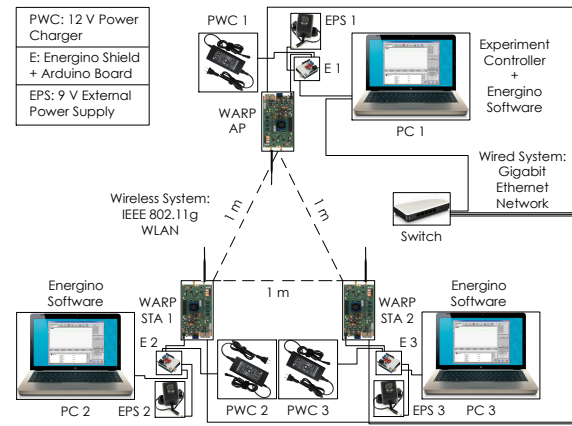 PWC: 12 V Power
Charger
E: Energino Shield
+ Arduino Board
EPS: 9 V External
Power Supply
PWC 1
EPS 1
E 1
WARP
AP
PC 1
Experiment
Controller
+
Energino
Software
Wired System:
Gigabit
Ethernet
Network
Switch
Wireless System:
IEEE 802.11g
WLAN
1 m
1 m
1 m
Energino
Software
WARP
STA 1
E 2
PC 2
EPS 2
PWC 2
PWC 3
WARP
STA 2
E 3
EPS 3
Energino
Software
PC 3